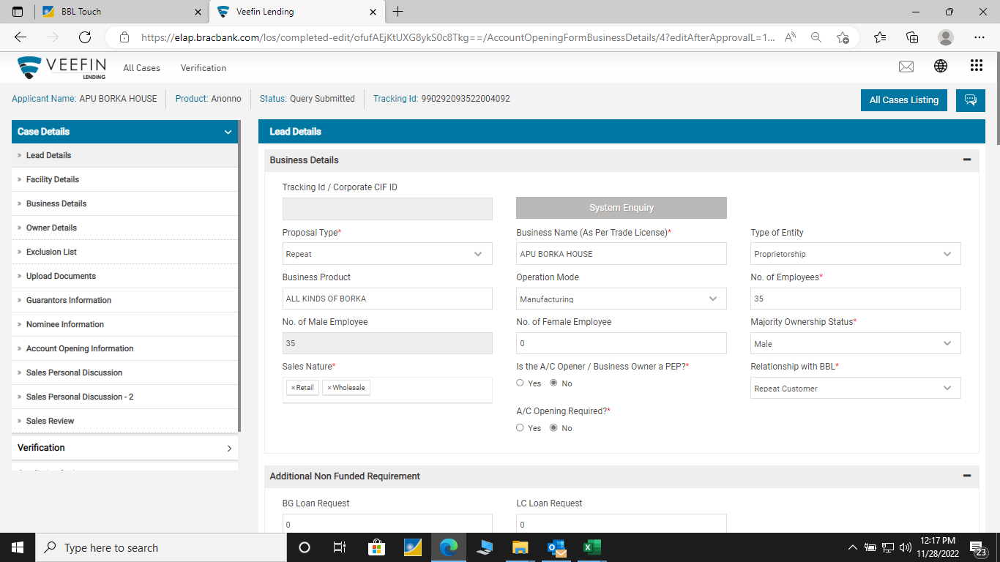 BBL Touch
Veefin Lending
https://elap.bracbank.com/los/completed-edit/ofufAEjKtUXG8ykS0c8Tkg==/AccountOpeningFormBusinessDetails/4?editAfterApprovalL=1...
VEEFIN
LENDING
All Cases
Verification
Applicant Name: APU BORKA HOUSE
Product: Anonno
Status: Query Submitted
Tracking Id: 990292093522004092
All Cases Listing
Case Details
» Lead Details
» Facility Details
» Business Details
» Owner Details
» Exclusion List
» Upload Documents
» Guarantors Information
» Nominee Information
» Account Opening Information
» Sales Personal Discussion
» Sales Personal Discussion - 2
» Sales Review
Verification
Lead Details
Business Details
Tracking Id / Corporate CIF ID
System Enquiry
Proposal Type*
Business Name (As Per Trade License)*
Type of Entity
Repeat
APU BORKA HOUSE
Proprietorship
Business Product
Operation Mode
No. of Employees*
ALL KINDS OF BORKA
Manufacturing
35
No. of Male Employee
No. of Female Employee
Majority Ownership Status*
35
0
Male
Sales Nature*
Is the A/C Opener / Business Owner a PEP?*
Relationship with BBL*
×Retail ×Wholesale
Yes No
Repeat Customer
A/C Opening Required?*
Yes No
Additional Non Funded Requirement
BG Loan Request
LC Loan Request
0
0
Type here to search
12:17 PM
11/28/2022
23